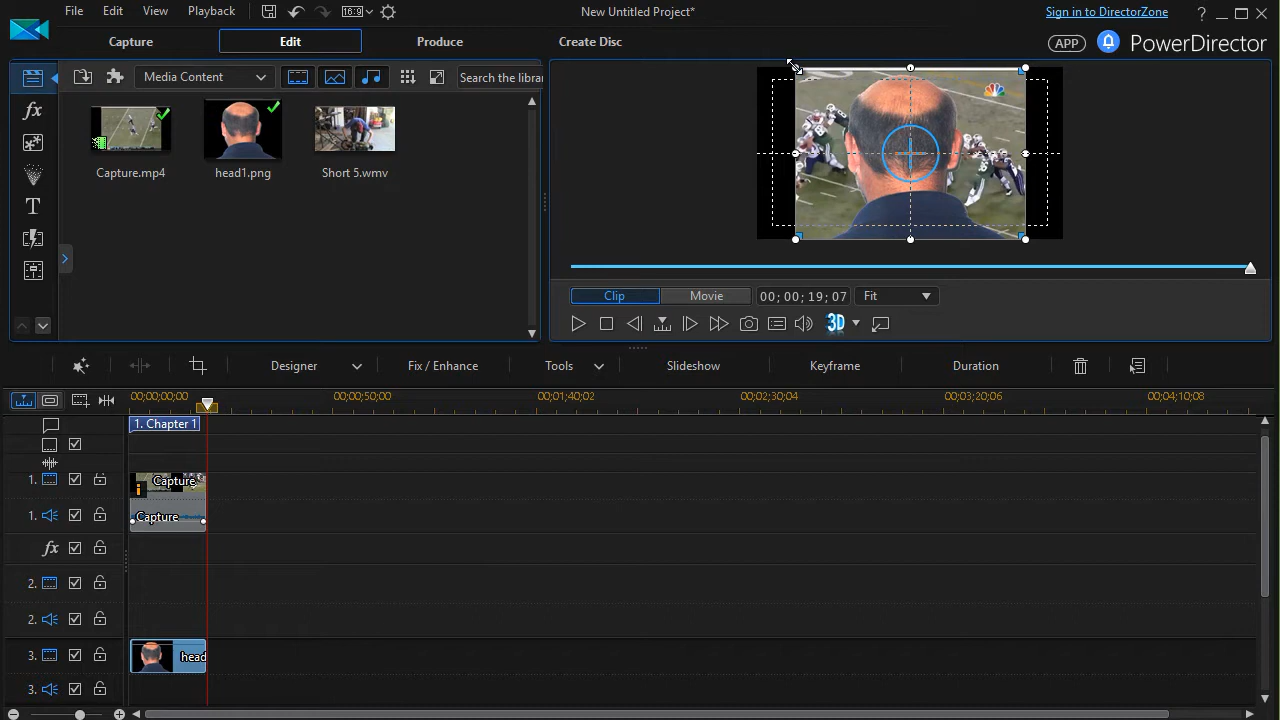 File Edit View Playback 16:9 New Untitled Project* Sign in to DirectorZone ?
Capture Edit Produce Create Disc APP PowerDirector
Media Content Search the librar
fx
T
Capture.mp4 head1.png Short 5.wmv
Clip Movie 00; 00; 19; 07 Fit
3D
Designer Fix / Enhance Tools Slideshow Keyframe Duration
00;00;00;00 00;00;50;00 00;01;40;02 00;02;30;04 00;03;20;06 00;04;10;08
1. Chapter 1
1. Capture
1. Capture
fx
2.
2.
3. head
3.